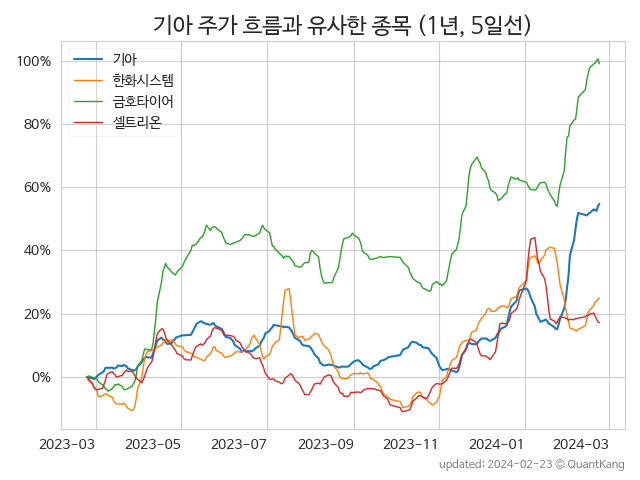 기아 주가 흐름과 유사한 종목 (1년, 5일선)
기아
한화시스템
금호타이어
셀트리온
100%
80%
60%
40%
20%
0%
2023-03 2023-05 2023-07 2023-09 2023-11 2024-01 2024-03
updated: 2024-02-23 © QuantKang